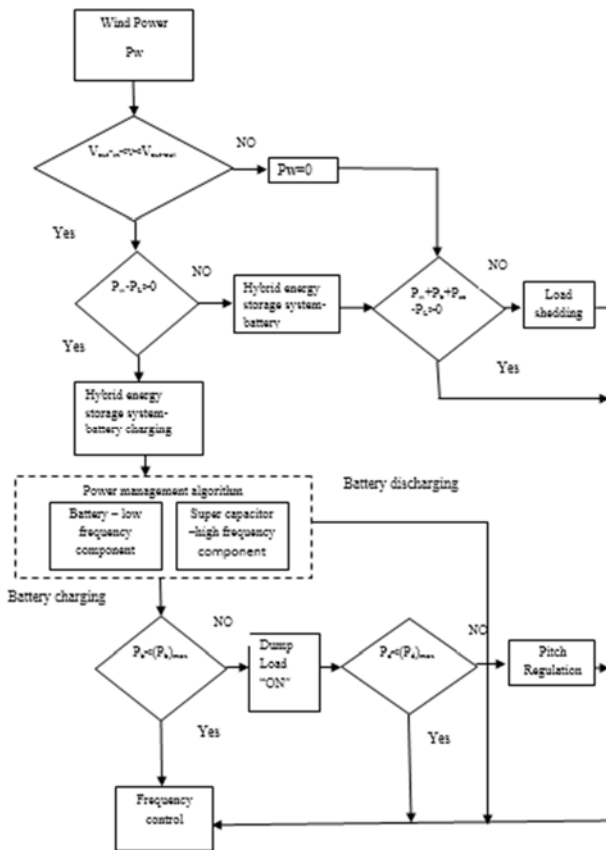 Wind Power
Pw
NO
Pw=0
Yes
NO
Hybrid energy
storage system-
battery
NO
Load
shedding
Yes
Yes
Hybrid energy
storage system-
battery charging
Power management algorithm
Battery – low
frequency
component
Super capacitor
–high frequency
component
Battery discharging
Battery charging
NO
Dump
Load
"ON"
NO
Pitch
Regulation
Yes
Yes
Frequency
control